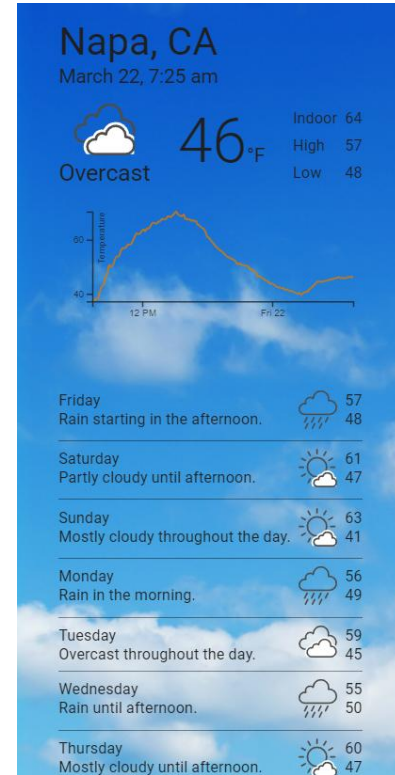 Napa, CA
March 22, 7:25 am
46°F
Overcast
Indoor 64
High 57
Low 48
Temperature
60
40
12 PM
Fri 22
Friday
Rain starting in the afternoon.
57
48
Saturday
Partly cloudy until afternoon.
61
47
Sunday
Mostly cloudy throughout the day.
63
41
Monday
Rain in the morning.
56
49
Tuesday
Overcast throughout the day.
59
45
Wednesday
Rain until afternoon.
55
50
Thursday
Mostly cloudy until afternoon.
60
47